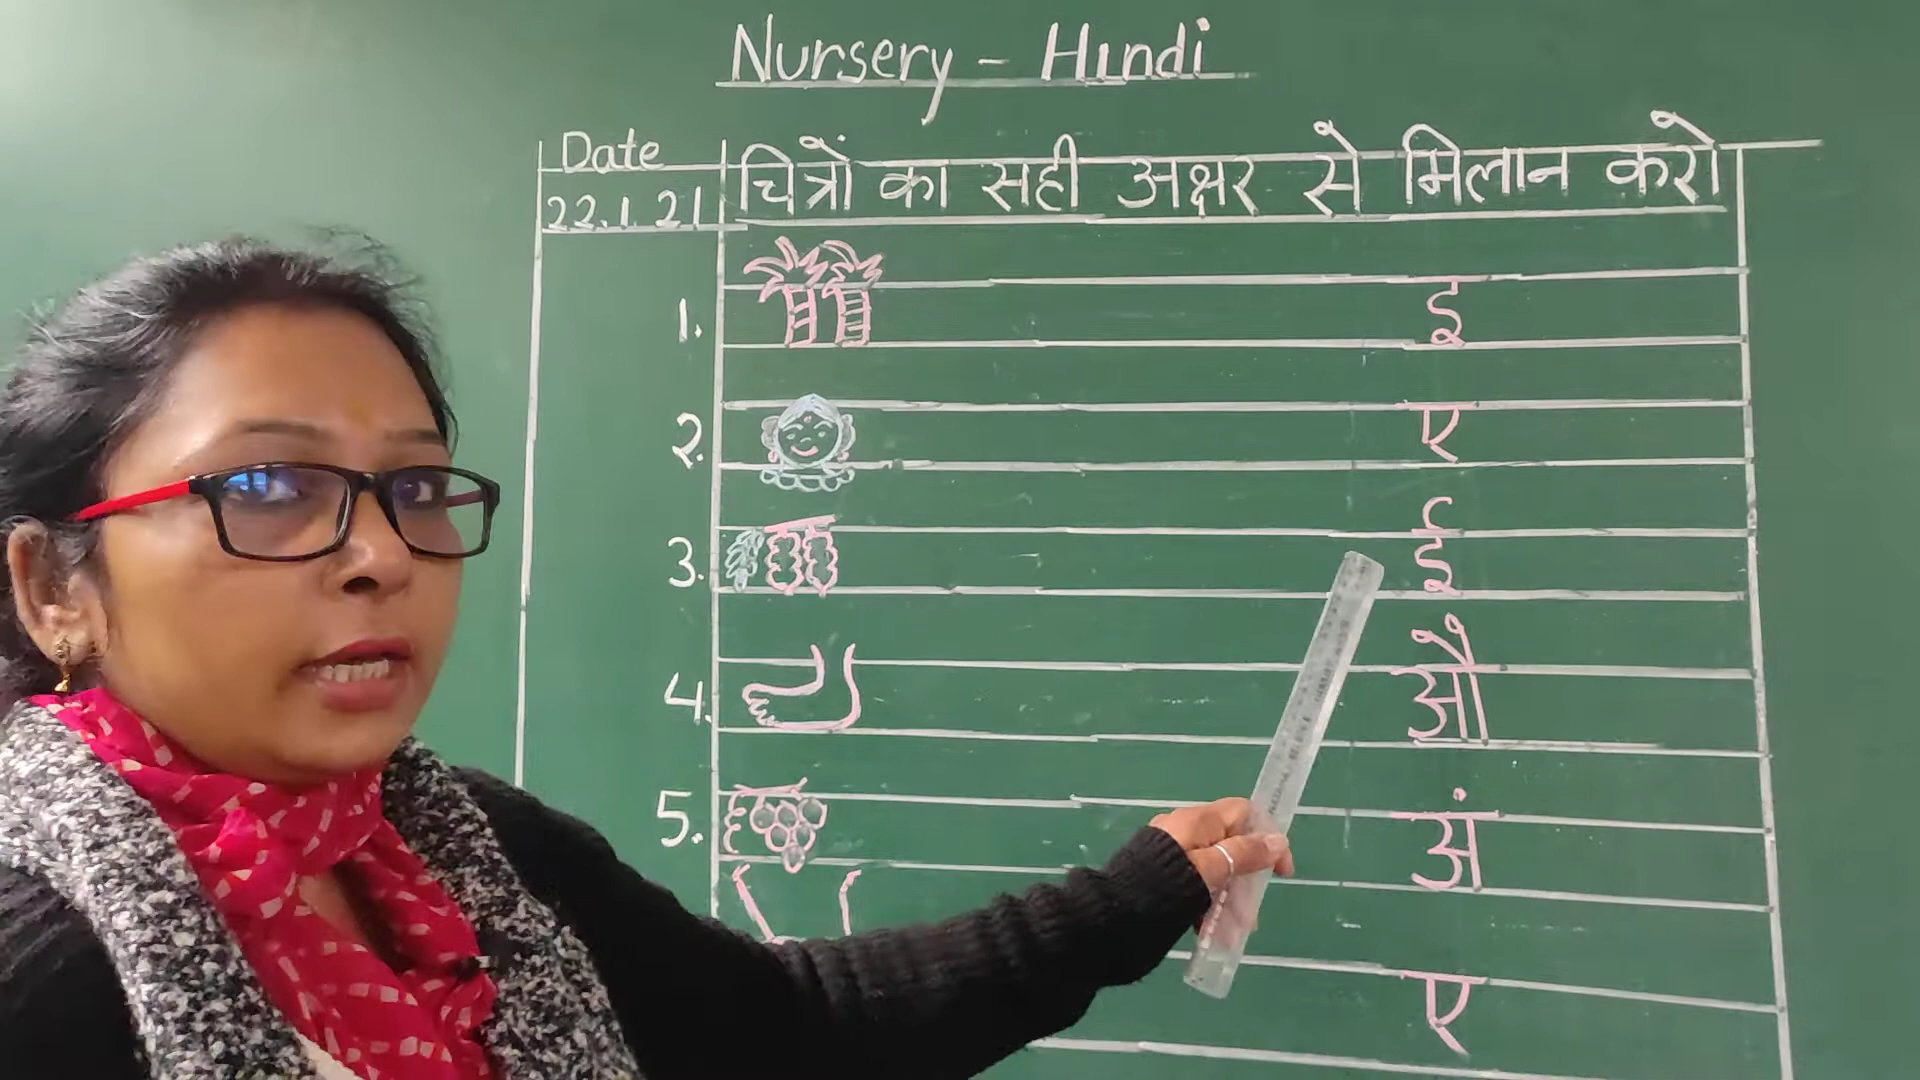 Nursery - Hindi
Date
22.1.21
चित्रों का सही अक्षर से मिलान करो
1. इ
2. ए
3. ई
4. औ
5. अं
ए